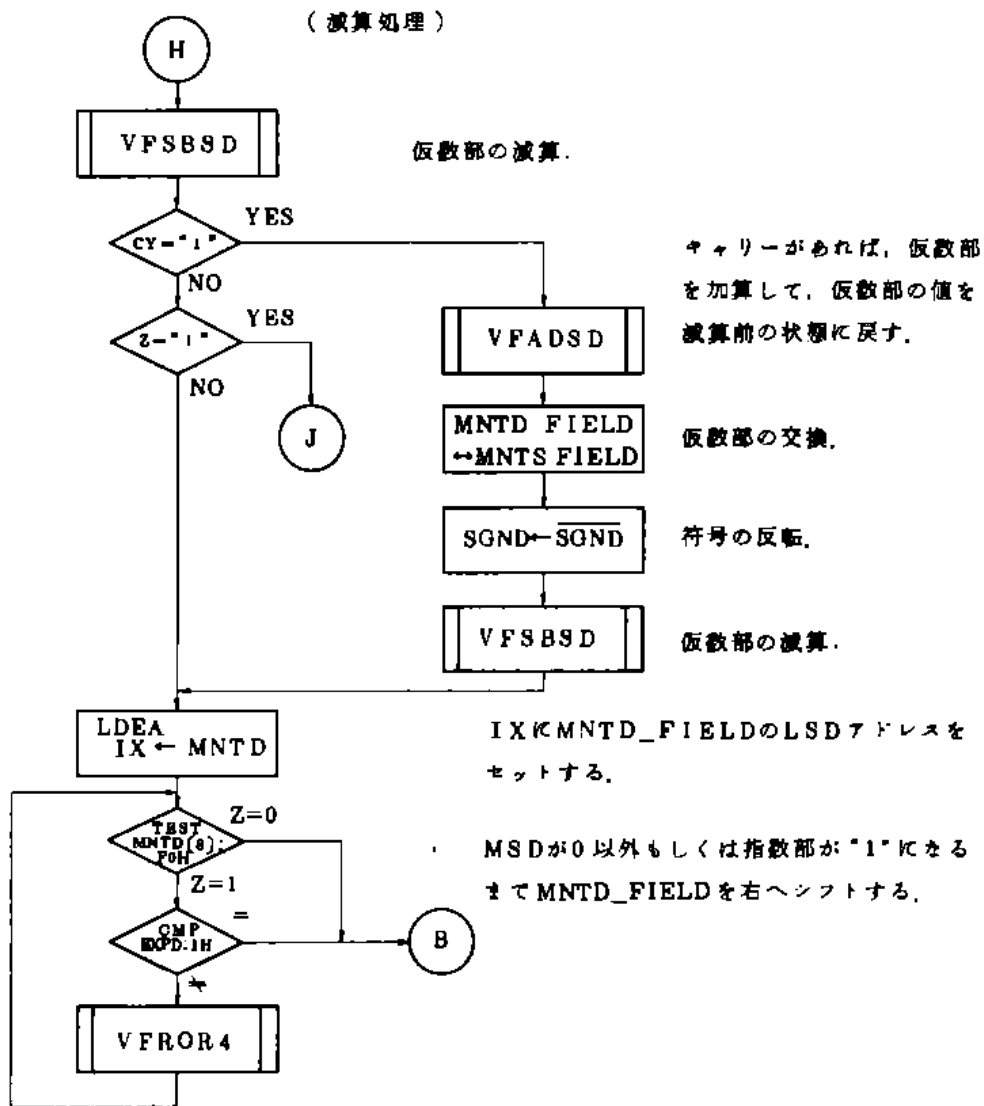 (減算処理)
H
VFSBSD
仮数部の減算.
CY="1"
YES
NO
キャリーがあれば,仮数部
を加算して,仮数部の値を
減算前の状態に戻す.
Z="1"
YES
NO
VFADSD
J
MNTD FIELD
↔MNTS FIELD
仮数部の交換.
SGND←SGND
符号の反転.
VFSBSD
仮数部の減算.
LDEA
IX ← MNTD
IXにMNTD_FIELDのLSDアドレスを
セットする.
TEST
MNTD[8];
F0H
Z=0
Z=1
MSDが0以外もしくは指数部が"1"になる
までMNTD_FIELDを右へシフトする.
CMP
EXPD:1H
=
≒
B
VFROR4